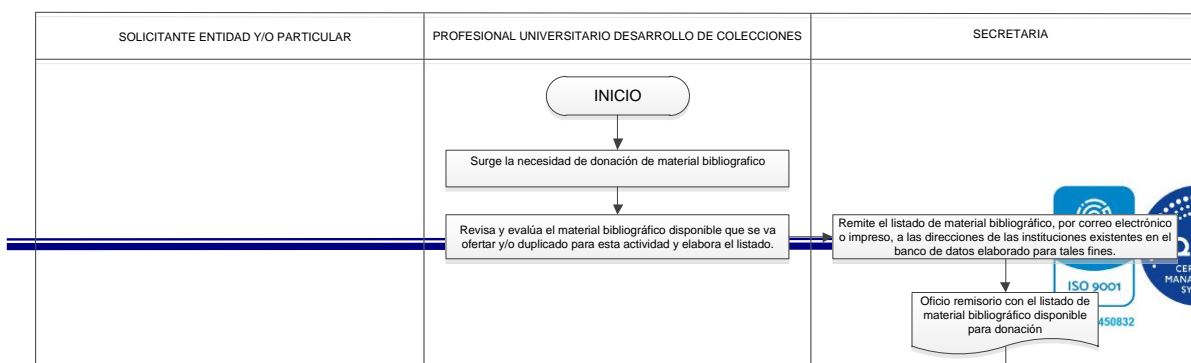 SOLICITANTE ENTIDAD Y/O PARTICULAR
PROFESIONAL UNIVERSITARIO DESARROLLO DE COLECCIONES
SECRETARIA
INICIO
Surge la necesidad de donación de material bibliografico
Revisa y evalúa el material bibliográfico disponible que se va
ofertar y/o duplicado para esta actividad y elabora el listado.
Remite el listado de material bibliográfico, por correo electrónico
o impreso, a las direcciones de las instituciones existentes en el
banco de datos elaborado para tales fines.
Oficio remisorio con el listado de
material bibliográfico disponible
para donación
ISO 9001
450832